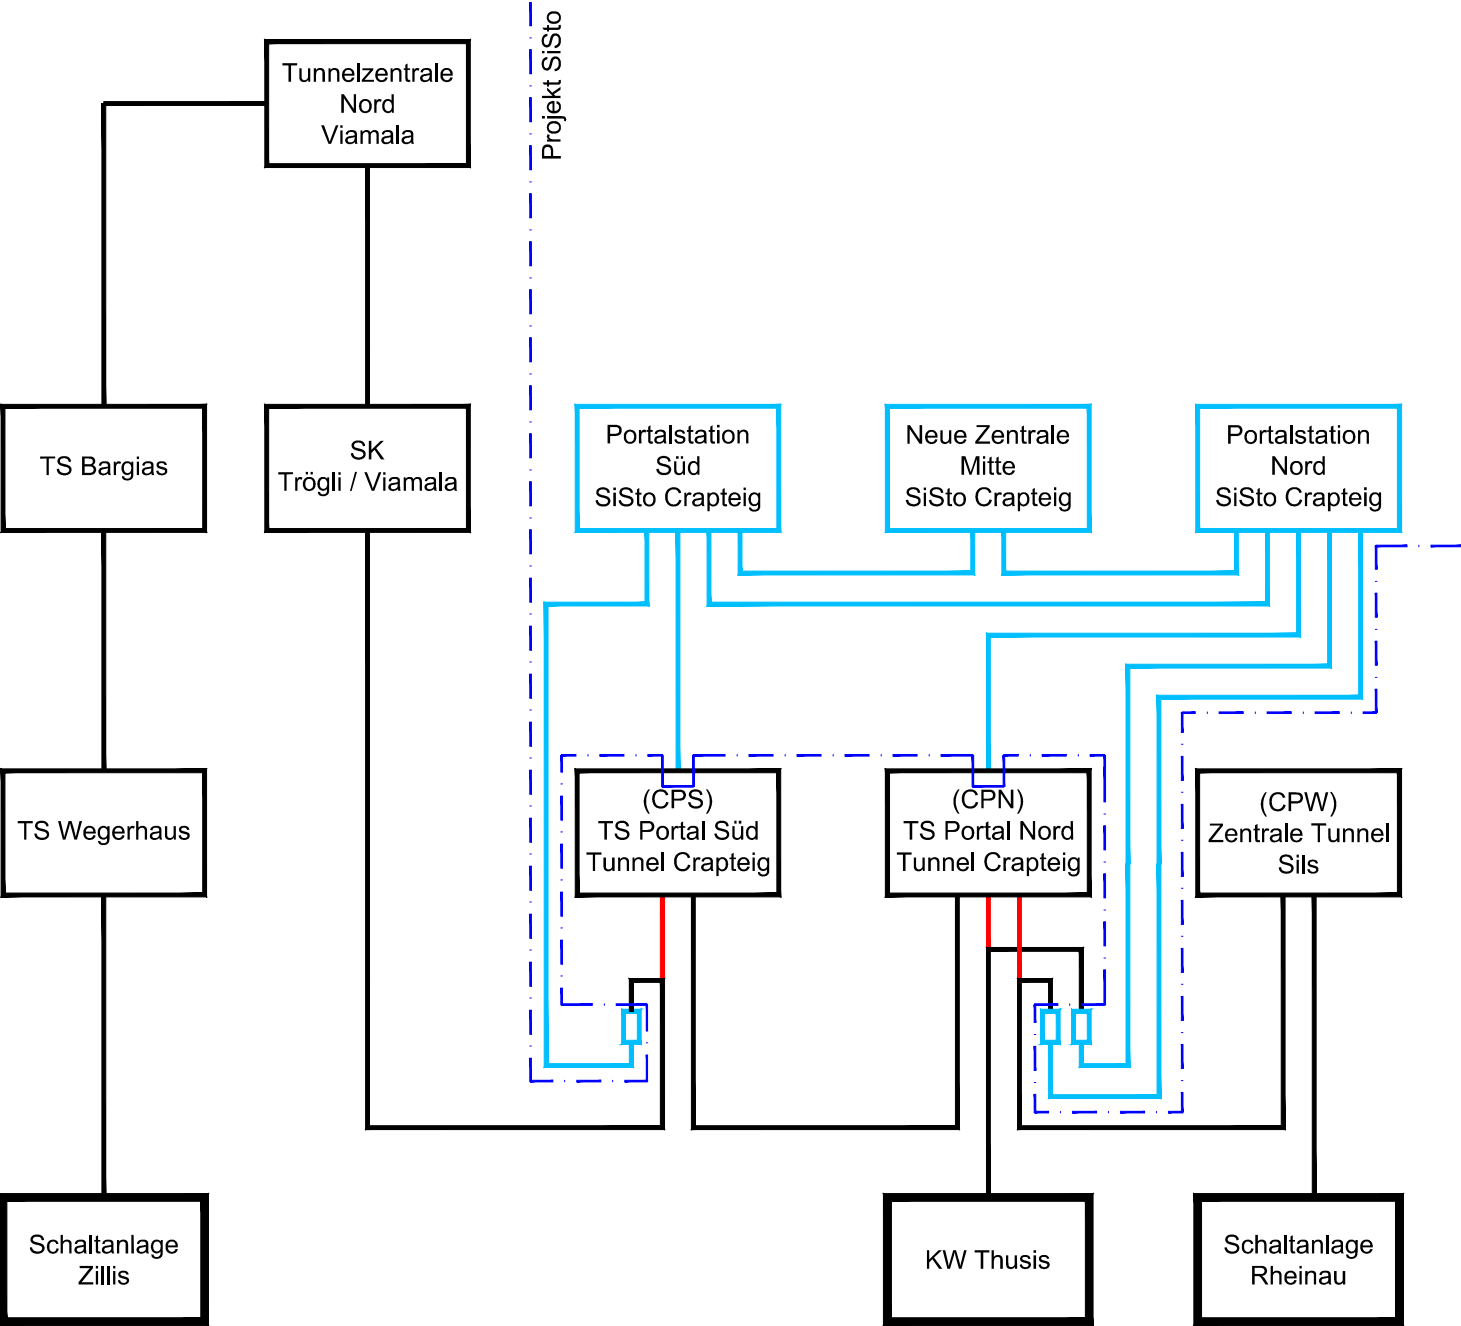 Tunnelzentrale
Nord
Viamala
Projekt SiSto
TS Bargias
SK
Trögli / Viamala
Portalstation
Süd
SiSto Crapteig
Neue Zentrale
Mitte
SiSto Crapteig
Portalstation
Nord
SiSto Crapteig
TS Wegerhaus
(CPS)
TS Portal Süd
Tunnel Crapteig
(CPN)
TS Portal Nord
Tunnel Crapteig
(CPW)
Zentrale Tunnel
Sils
Schaltanlage
Zillis
KW Thusis
Schaltanlage
Rheinau